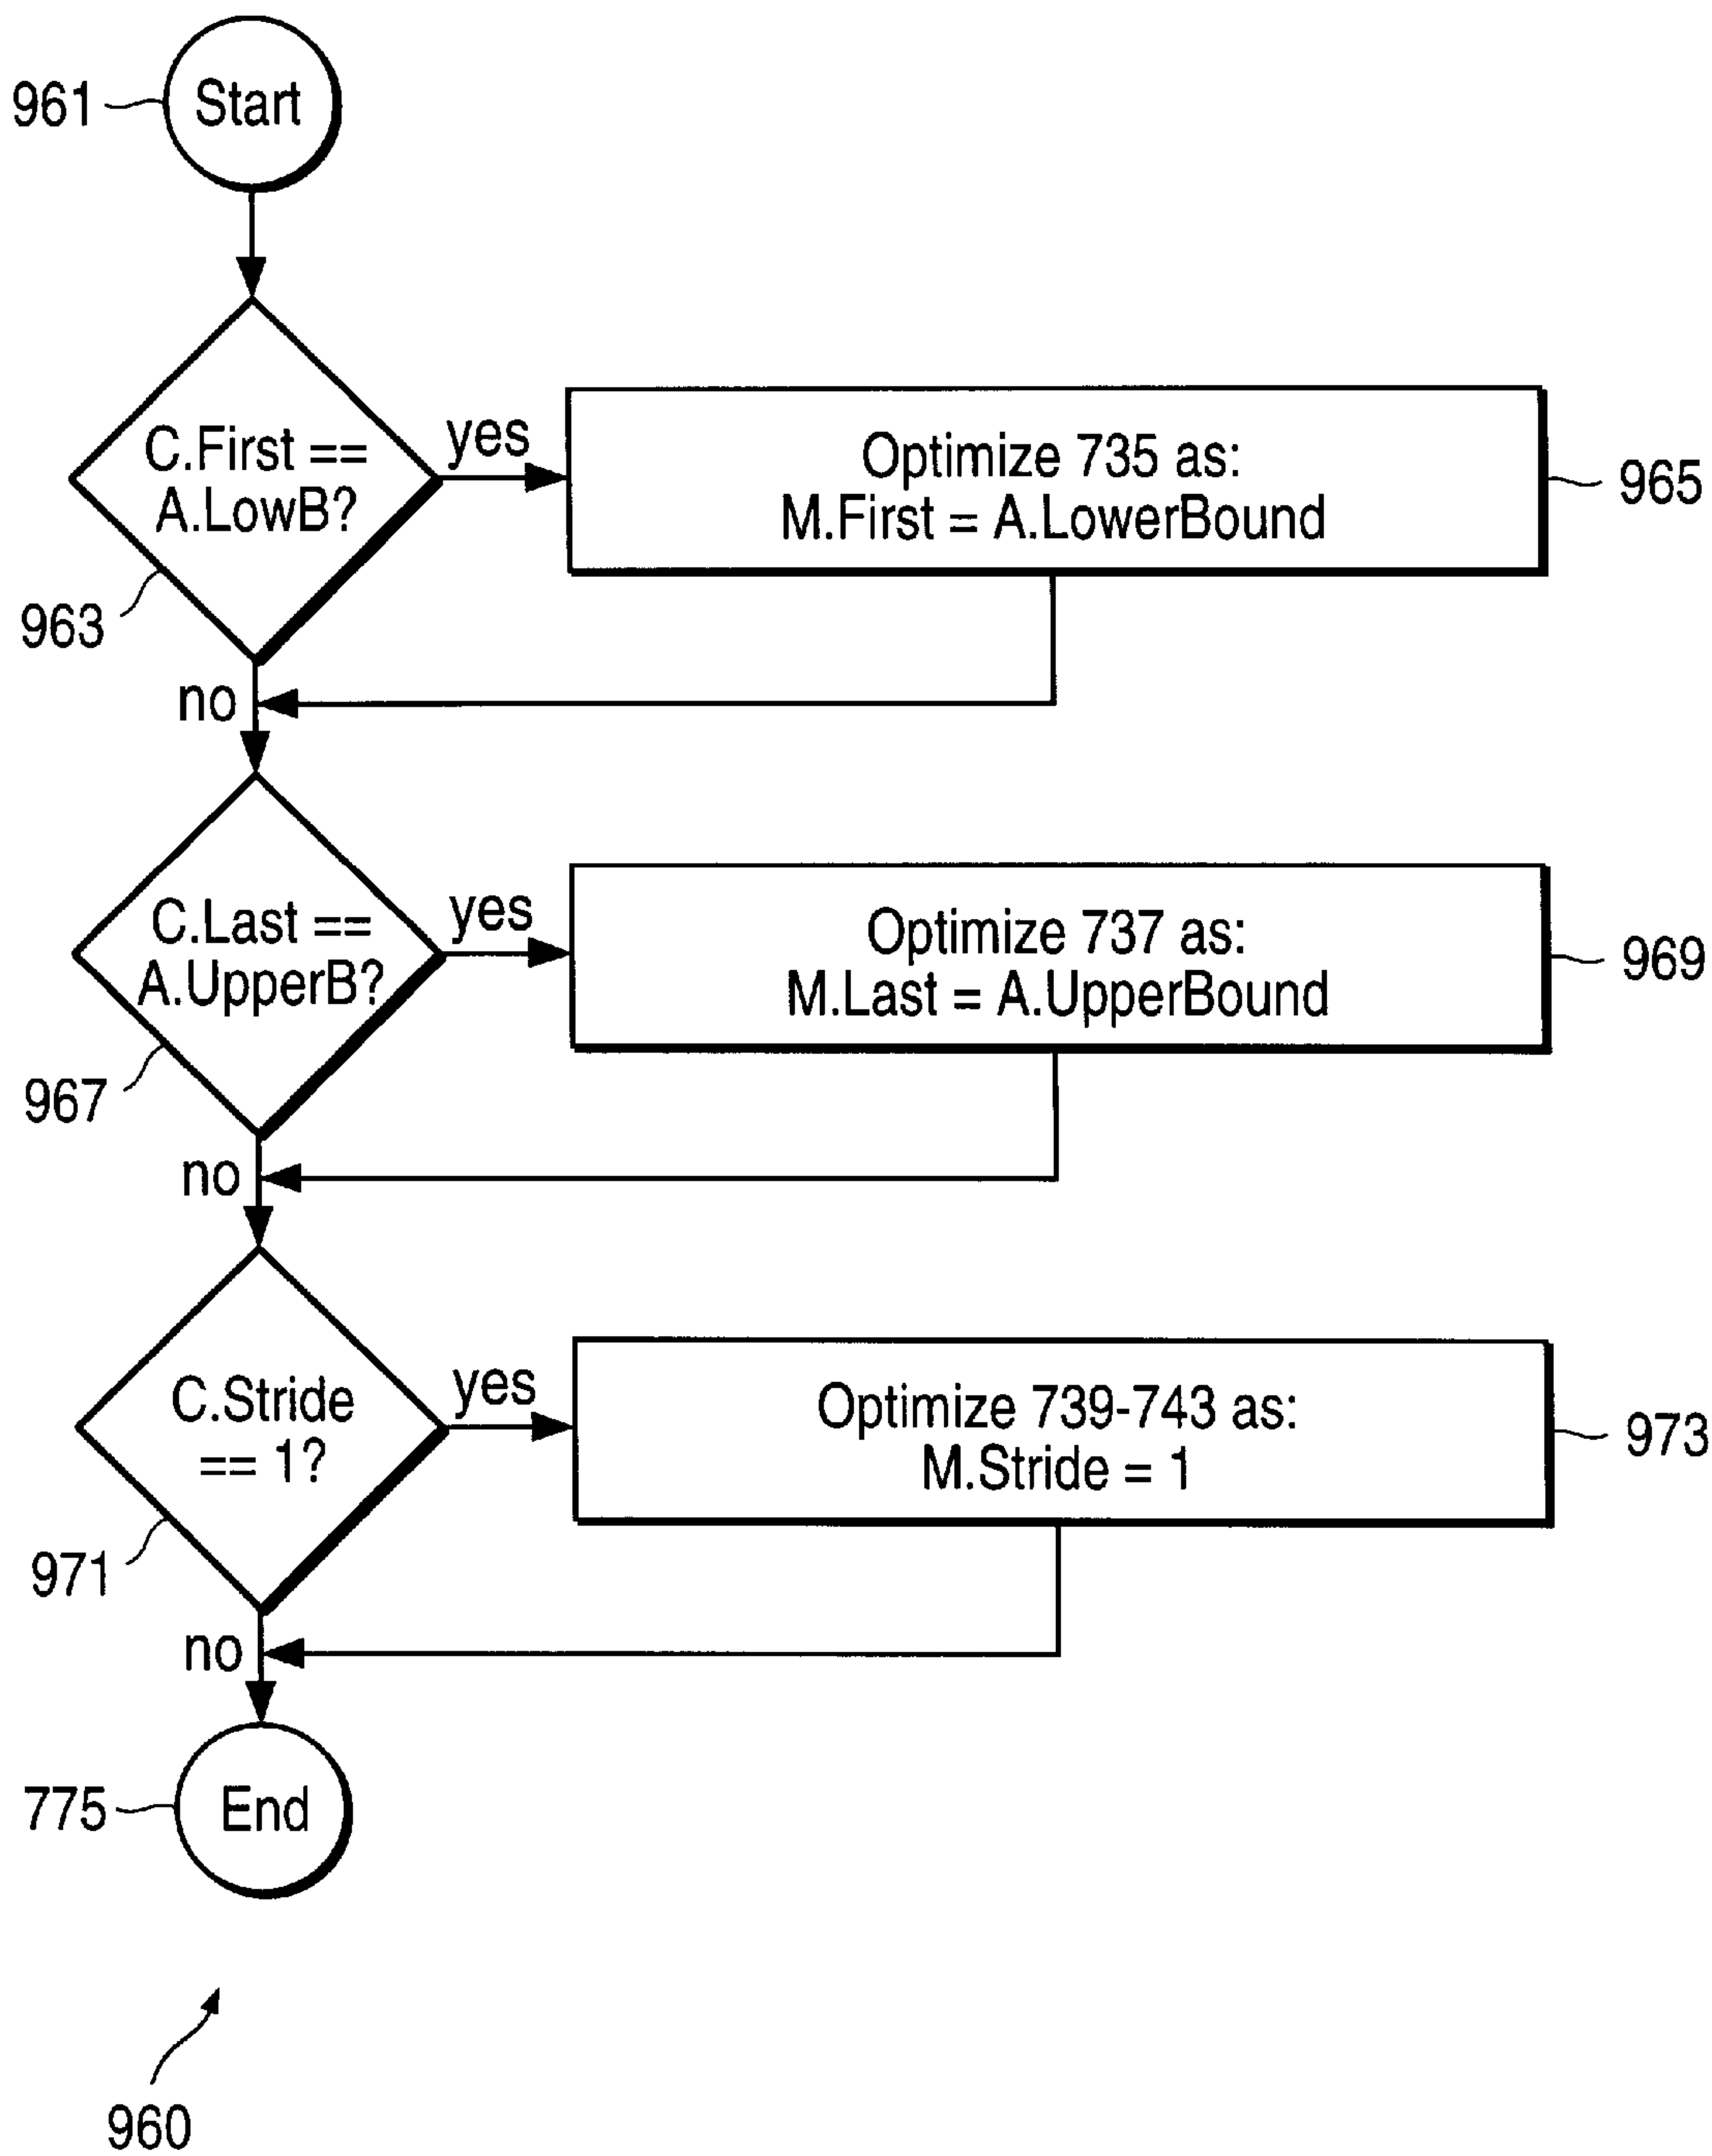 961
Start
C.First ==
A.LowB?
963
yes
Optimize 735 as:
M.First = A.LowerBound
965
no
C.Last ==
A.UpperB?
967
yes
Optimize 737 as:
M.Last = A.UpperBound
969
no
C.Stride
== 1?
971
yes
Optimize 739-743 as:
M.Stride = 1
973
no
775
End
960